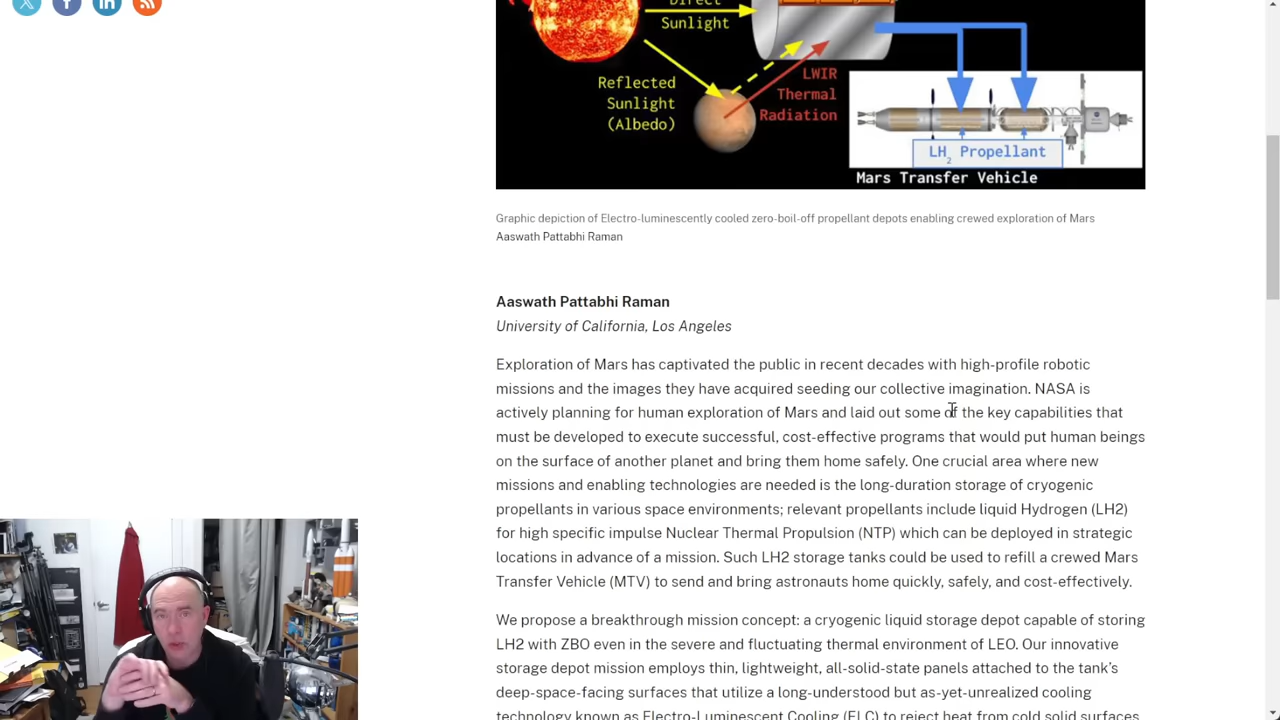 Direct
Sunlight
Reflected
Sunlight
(Albedo)
LWIR
Thermal
Radiation
LH2 Propellant
Mars Transfer Vehicle
Graphic depiction of Electro-luminescently cooled zero-boil-off propellant depots enabling crewed exploration of Mars
Aaswath Pattabhi Raman
Aaswath Pattabhi Raman
University of California, Los Angeles
Exploration of Mars has captivated the public in recent decades with high-profile robotic
missions and the images they have acquired seeding our collective imagination. NASA is
actively planning for human exploration of Mars and laid out some of the key capabilities that
must be developed to execute successful, cost-effective programs that would put human beings
on the surface of another planet and bring them home safely. One crucial area where new
missions and enabling technologies are needed is the long-duration storage of cryogenic
propellants in various space environments; relevant propellants include liquid Hydrogen (LH2)
for high specific impulse Nuclear Thermal Propulsion (NTP) which can be deployed in strategic
locations in advance of a mission. Such LH2 storage tanks could be used to refill a crewed Mars
Transfer Vehicle (MTV) to send and bring astronauts home quickly, safely, and cost-effectively.
We propose a breakthrough mission concept: a cryogenic liquid storage depot capable of storing
LH2 with ZBO even in the severe and fluctuating thermal environment of LEO. Our innovative
storage depot mission employs thin, lightweight, all-solid-state panels attached to the tank's
deep-space-facing surfaces that utilize a long-understood but as-yet-unrealized cooling
technology known as Electro-Luminescent Cooling (ELC) to reject heat from cold solid surfaces